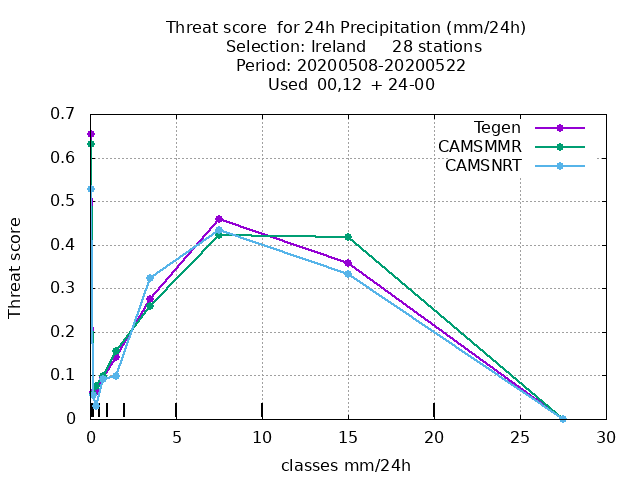 Threat score  for 24h Precipitation (mm/24h)
Selection: Ireland     28 stations
Period: 20200508-20200522
Used  00,12  + 24-00
Tegen
CAMSMMR
CAMSNRT
Threat score
0.7
0.6
0.5
0.4
0.3
0.2
0.1
0
0 5 10 15 20 25 30
classes mm/24h